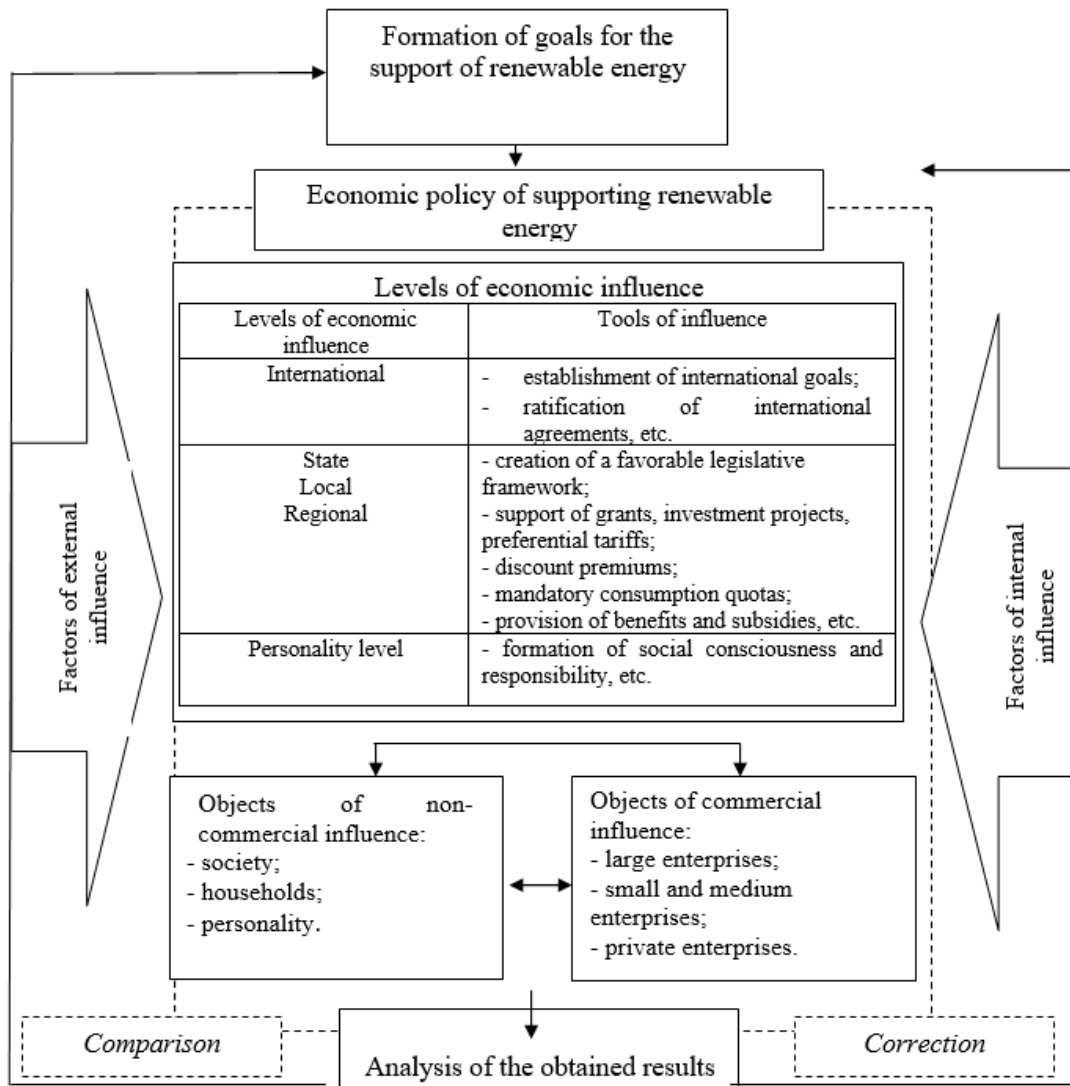 Formation of goals for the
support of renewable energy
Economic policy of supporting renewable
energy
Levels of economic influence
Levels of economic
influence
Tools of influence
International
- establishment of international goals;
- ratification of international
agreements, etc.
State
Local
Regional
- creation of a favorable legislative
framework;
- support of grants, investment projects,
preferential tariffs;
- discount premiums;
- mandatory consumption quotas;
- provision of benefits and subsidies, etc.
Personality level
- formation of social consciousness and
responsibility, etc.
Factors of external
influence
Factors of internal
influence
Objects of non-
commercial influence:
- society;
- households;
- personality.
Objects of commercial
influence:
- large enterprises;
- small and medium
enterprises;
- private enterprises.
Comparison
Analysis of the obtained results
Correction